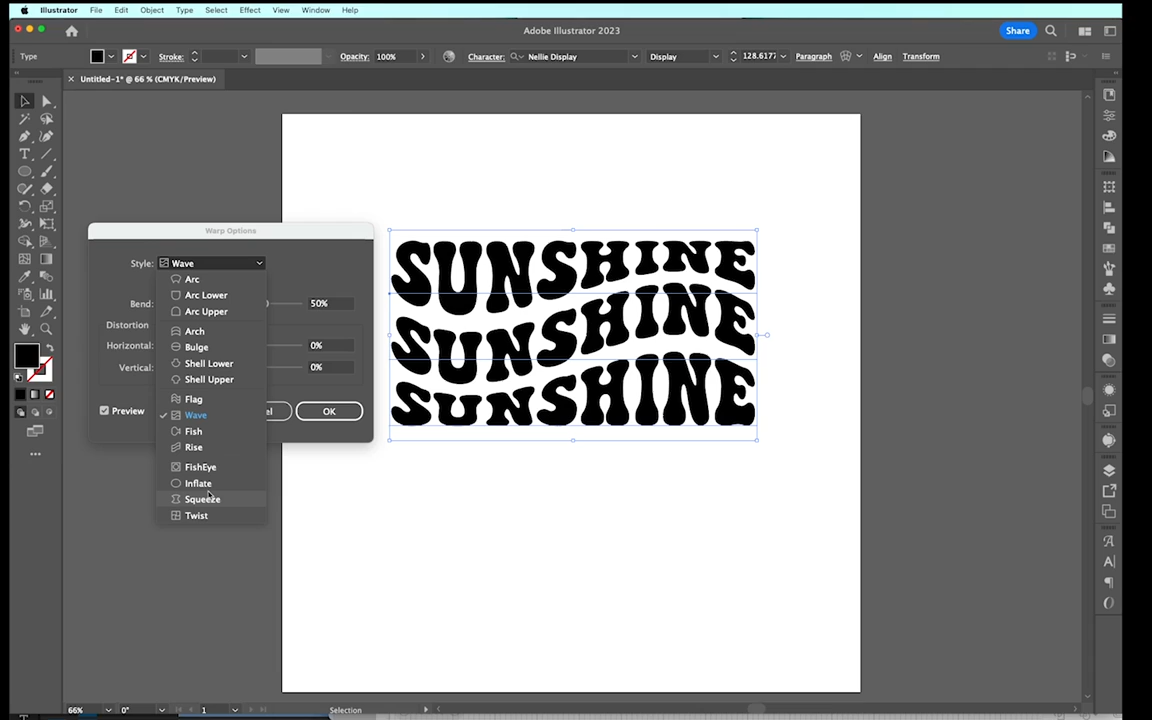 Illustrator File Edit Object Type Select Effect View Window Help
Adobe Illustrator 2023
Share
Type Stroke: Opacity: 100% Character: Nellie Display Display 128.6177 Paragraph Align Transform
× Untitled-1* @ 66 % (CMYK/Preview)
Warp Options
Style: Wave
Arc
Arc Lower
Arc Upper
Arch
Bulge
Shell Lower
Shell Upper
Flag
Wave
Fish
Rise
FishEye
Inflate
Squeeze
Twist
Bend: 50%
Distortion
Horizontal: 0%
Vertical: 0%
Preview
el
OK
SUNSHINE
SUNSHINE
SUNSHINE
66% 0° 1 Selection